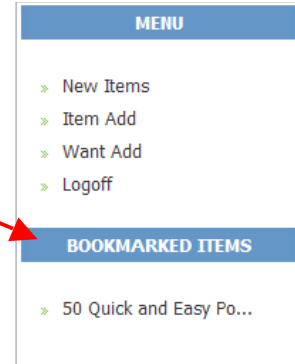 MENU
» New Items
» Item Add
» Want Add
» Logoff
BOOKMARKED ITEMS
» 50 Quick and Easy Po...